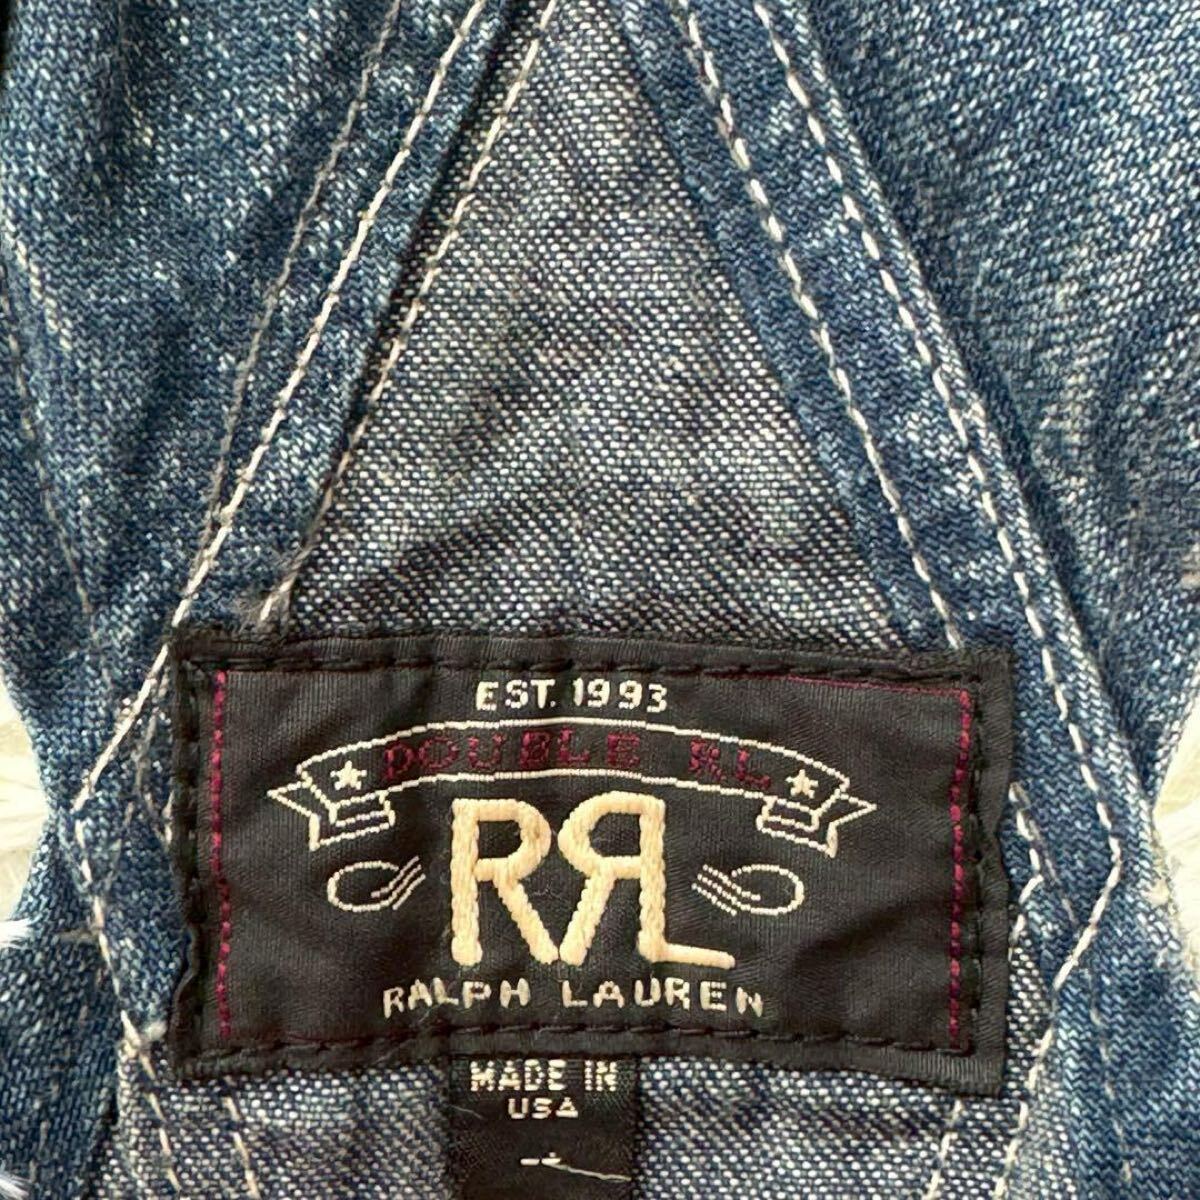 EST. 1993
DOUBLE RL
RRL
RALPH LAUREN
MADE IN
USA